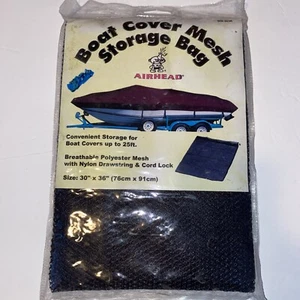 Boat Cover Mesh
Storage Bag
AIRHEAD®
Convenient Storage for
Boat Covers up to 25ft.
Breathable Polyester Mesh
with Nylon Drawstring & Cord Lock
Size: 30" x 36" (76cm x 91cm)